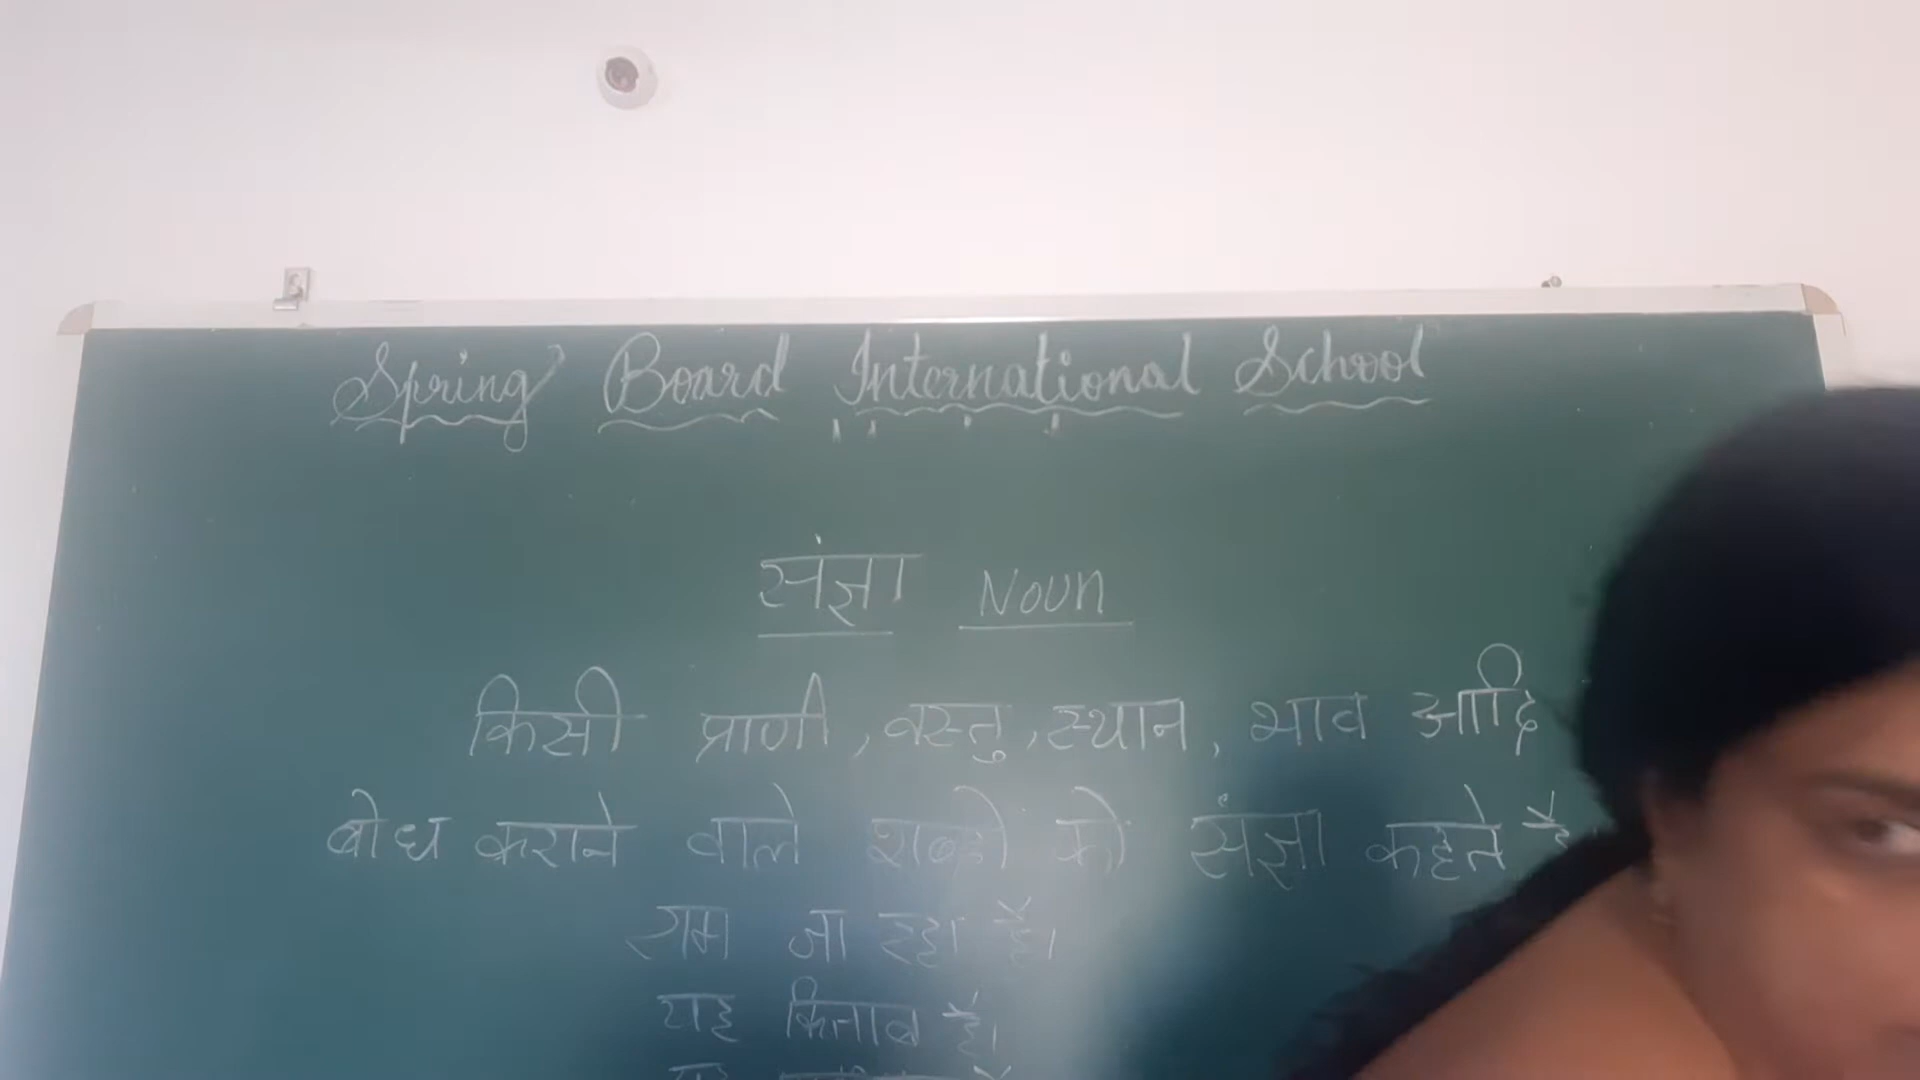 Spring Board International School
संज्ञा Noun
किसी प्राणी, वस्तु, स्थान, भाव आदि
बोध कराने वाले शब्दों को संज्ञा कहते है
राम जा रहा है।
यह किताब है।